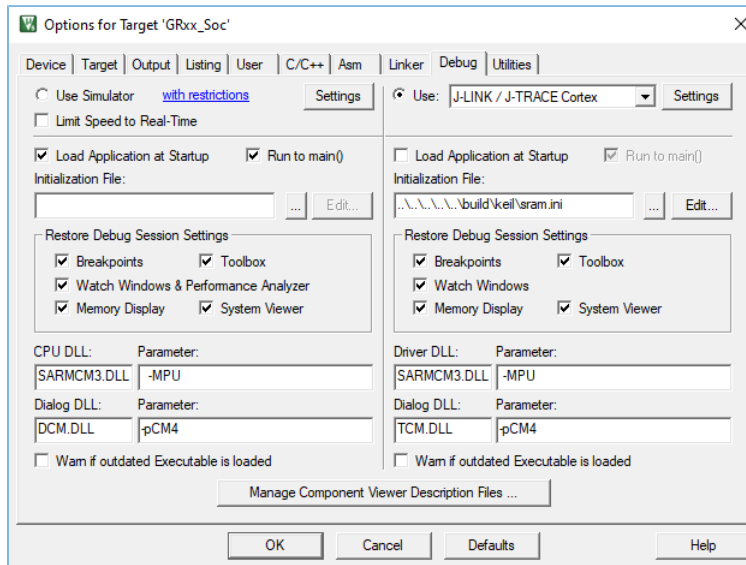 Options for Target 'GRxx_Soc'
Device Target Output Listing User C/C++ Asm Linker Debug Utilities
Use Simulator with restrictions Settings
Limit Speed to Real-Time
Use: J-LINK / J-TRACE Cortex Settings
Load Application at Startup Run to main()
Initialization File:
... Edit...
Load Application at Startup Run to main()
Initialization File:
..\..\..\..\..\build\keil\sram.ini ... Edit...
Restore Debug Session Settings
Breakpoints Toolbox
Watch Windows & Performance Analyzer
Memory Display System Viewer
Restore Debug Session Settings
Breakpoints Toolbox
Watch Windows
Memory Display System Viewer
CPU DLL: Parameter:
SARMCM3.DLL -MPU
Dialog DLL: Parameter:
DCM.DLL -pCM4
Warn if outdated Executable is loaded
Driver DLL: Parameter:
SARMCM3.DLL -MPU
Dialog DLL: Parameter:
TCM.DLL -pCM4
Warn if outdated Executable is loaded
Manage Component Viewer Description Files ...
OK Cancel Defaults Help